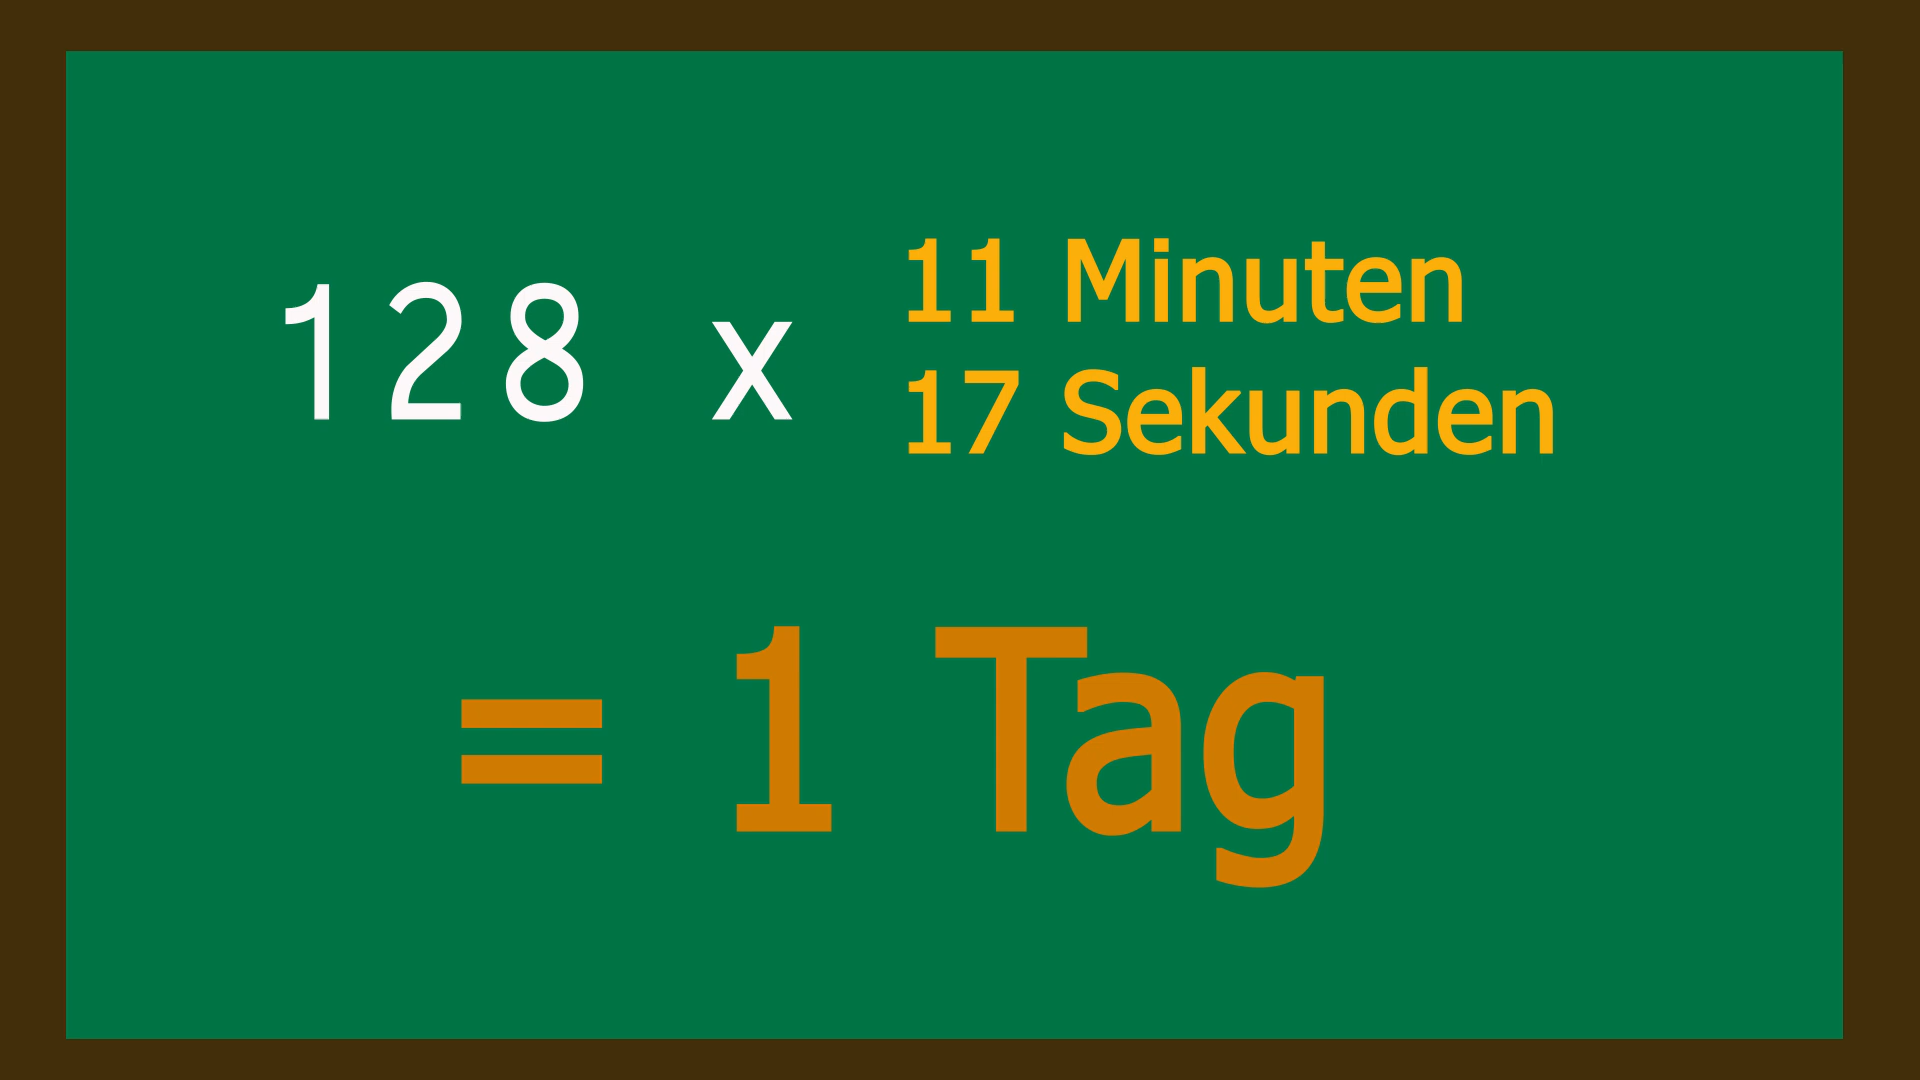 128 x
11 Minuten
17 Sekunden
= 1 Tag